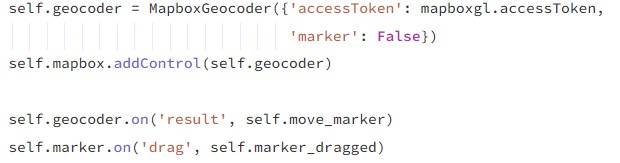 self.geocoder = MapboxGeocoder({'accessToken': mapboxgl.accessToken,
                                'marker': False})
self.mapbox.addControl(self.geocoder)

self.geocoder.on('result', self.move_marker)
self.marker.on('drag', self.marker_dragged)